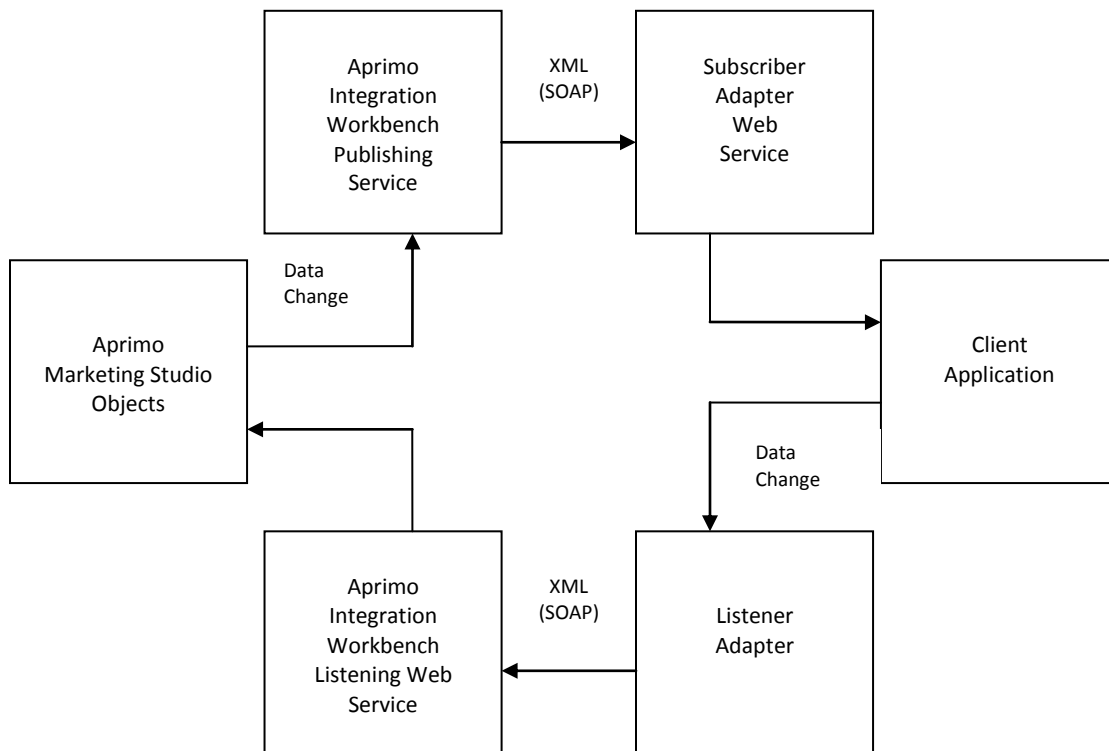 Aprimo
Integration
Workbench
Publishing
Service
XML
(SOAP)
Subscriber
Adapter
Web
Service
Data
Change
Aprimo
Marketing Studio
Objects
Client
Application
Data
Change
Aprimo
Integration
Workbench
Listening Web
Service
XML
(SOAP)
Listener
Adapter